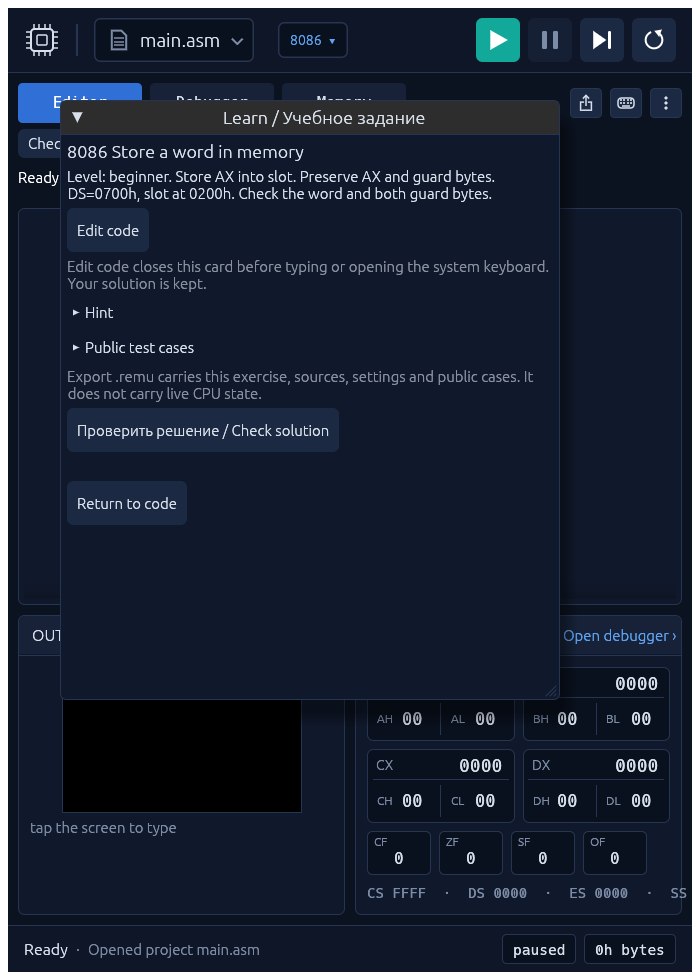 main.asm
8086 ▾
Ready
▼ Learn / Учебное задание
8086 Store a word in memory
Level: beginner. Store AX into slot. Preserve AX and guard bytes.
DS=0700h, slot at 0200h. Check the word and both guard bytes.
Edit code
Edit code closes this card before typing or opening the system keyboard.
Your solution is kept.
▸ Hint
▸ Public test cases
Export .remu carries this exercise, sources, settings and public cases. It
does not carry live CPU state.
Проверить решение / Check solution
Return to code
Open debugger ›
0000
AH 00 AL 00 BH 00 BL 00
CX 0000 DX 0000
CH 00 CL 00 DH 00 DL 00
CF ZF SF OF
0 0 0 0
CS FFFF · DS 0000 · ES 0000 · SS
tap the screen to type
Ready · Opened project main.asm
paused 0h bytes